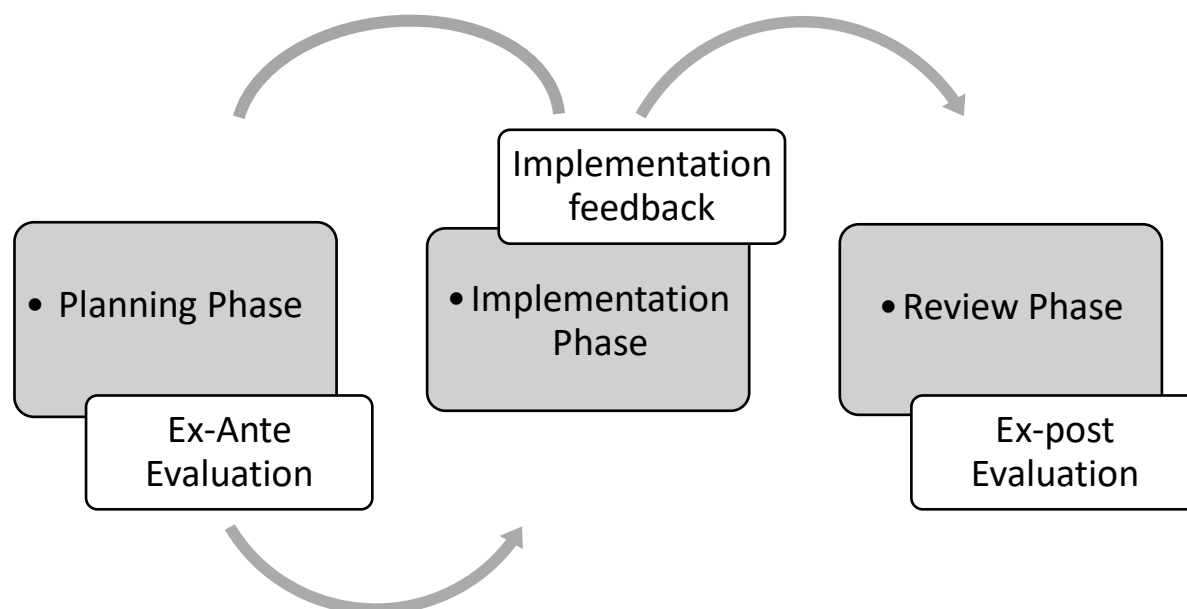 • Planning Phase
Ex-Ante
Evaluation
Implementation
feedback
• Implementation
Phase
• Review Phase
Ex-post
Evaluation